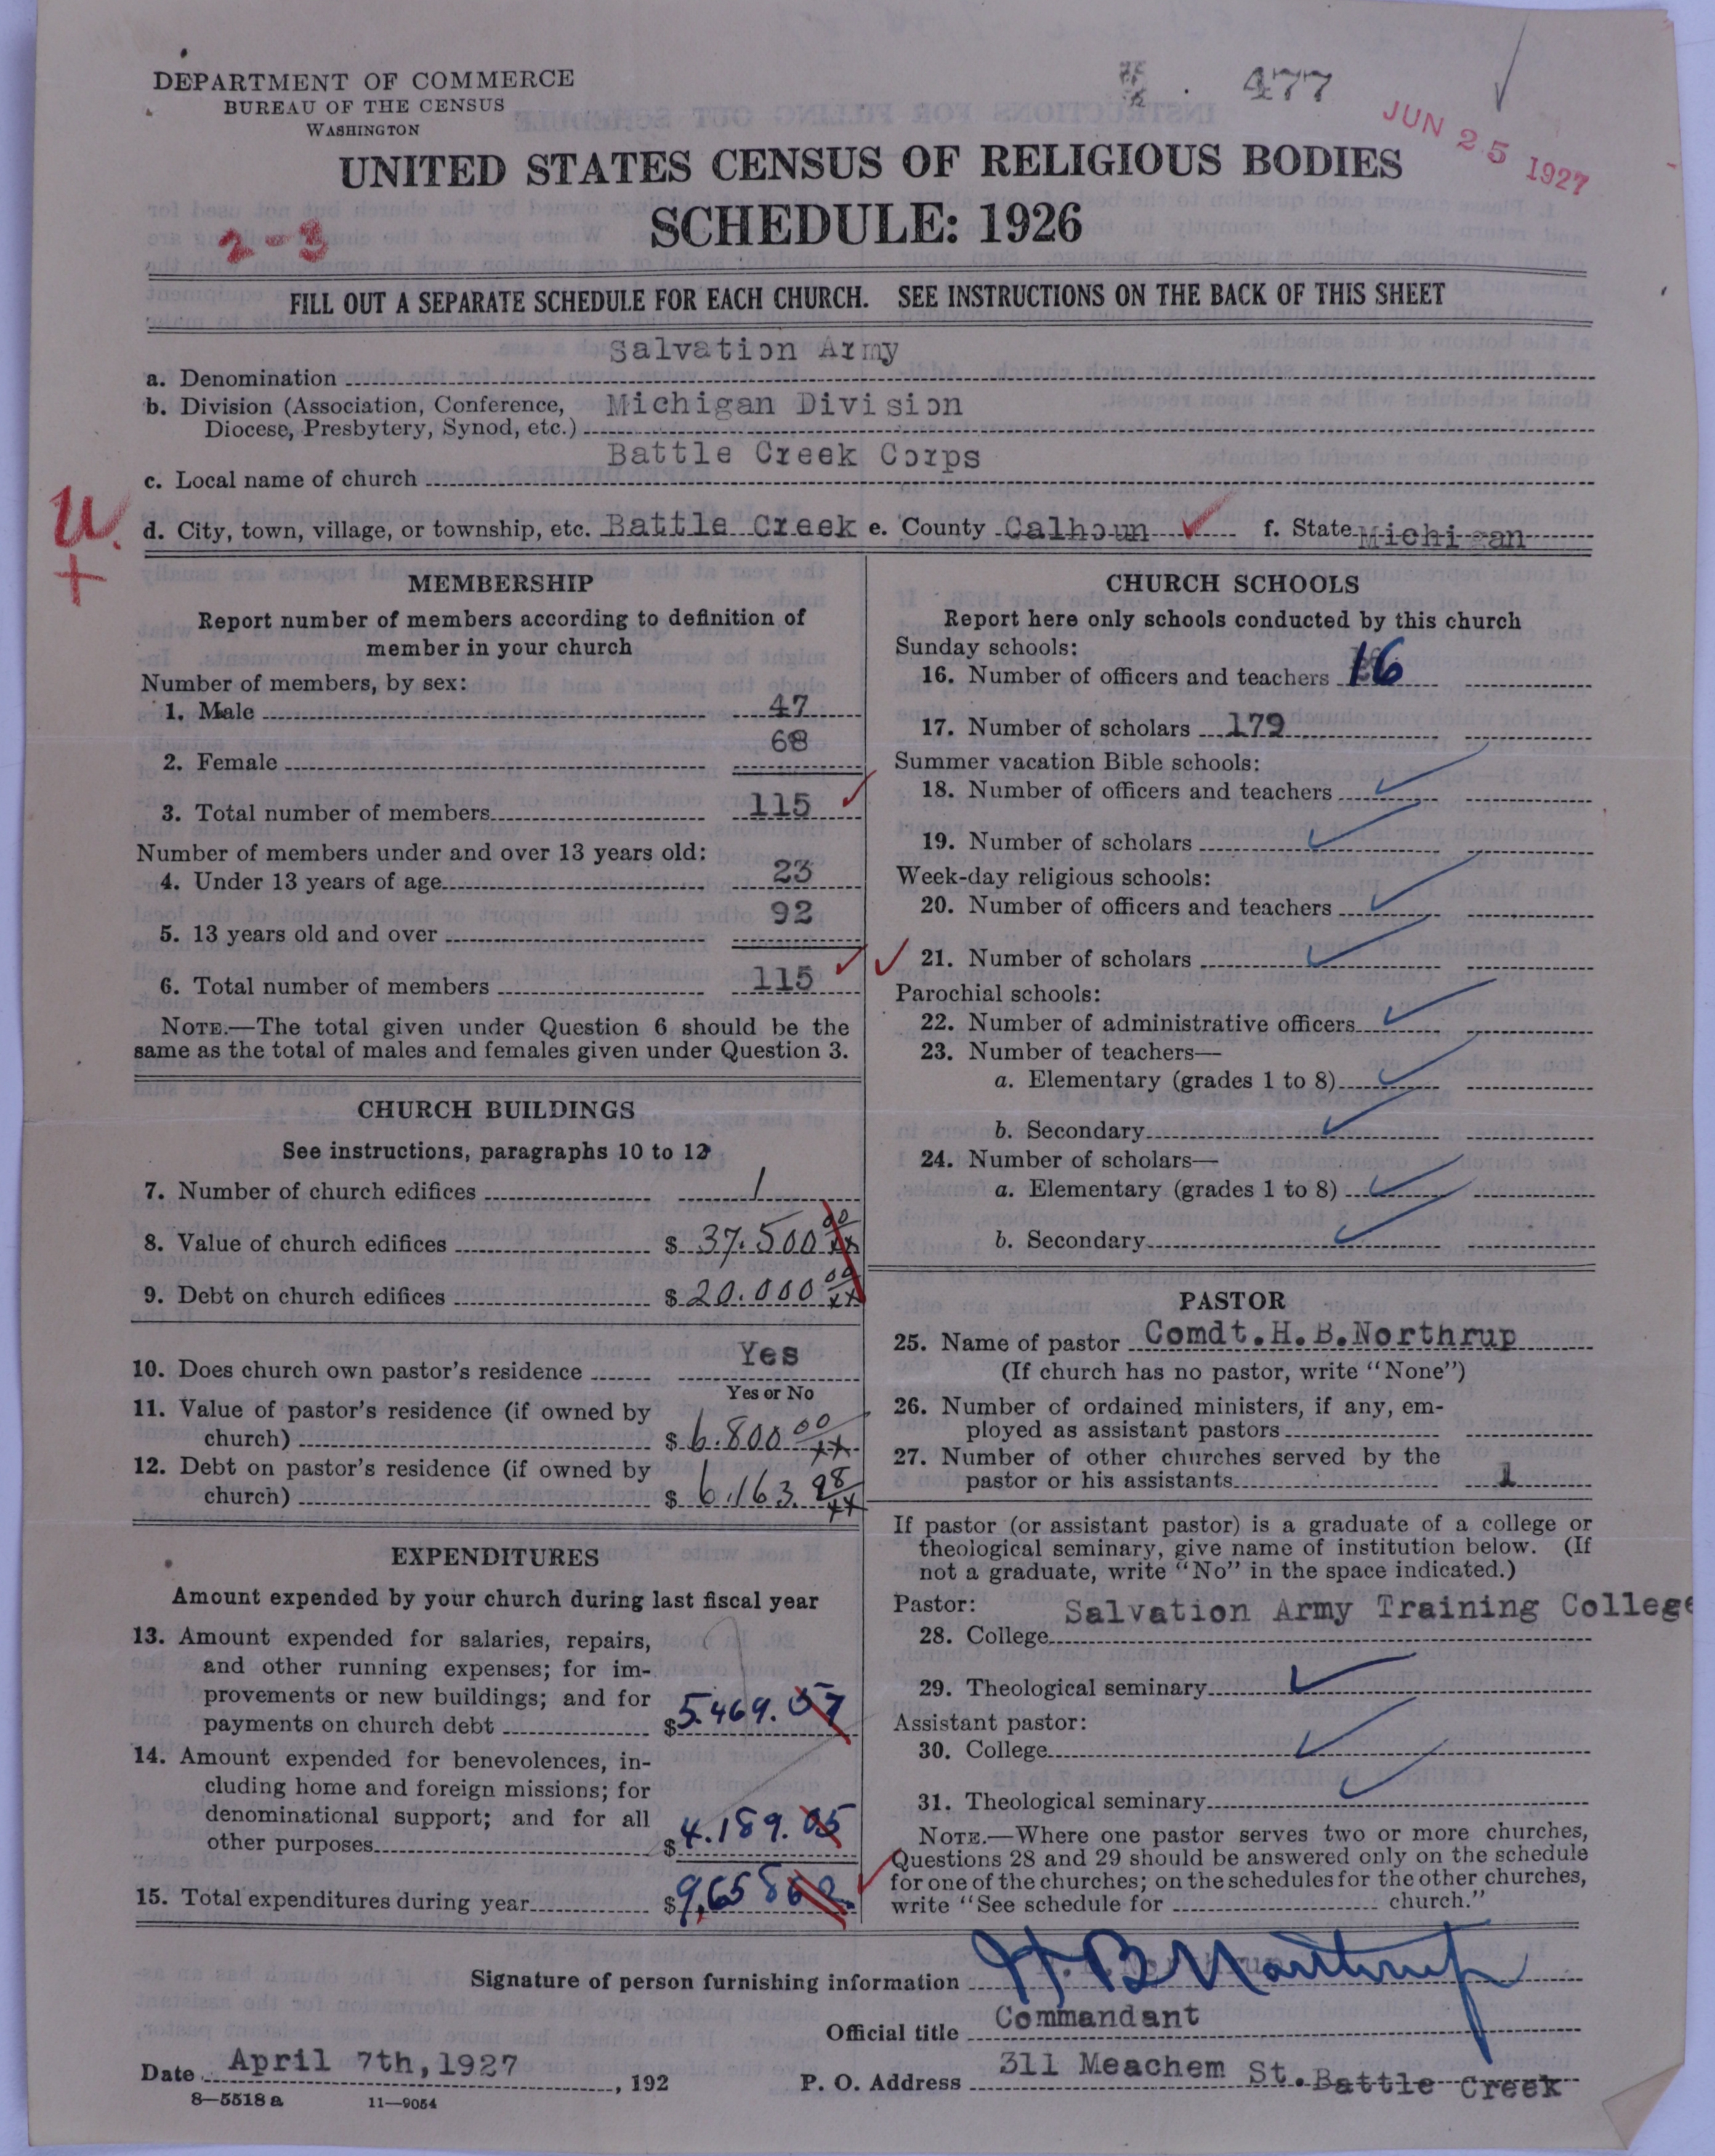 DEPARTMENT OF COMMERCE
BUREAU OF THE CENSUS
WASHINGTON
477
JUN 25 1927
UNITED STATES CENSUS OF RELIGIOUS BODIES
SCHEDULE: 1926
2-3
FILL OUT A SEPARATE SCHEDULE FOR EACH CHURCH. SEE INSTRUCTIONS ON THE BACK OF THIS SHEET
a. Denomination Salvation Army
b. Division (Association, Conference, Diocese, Presbytery, Synod, etc.) Michigan Division
c. Local name of church Battle Creek Corps
d. City, town, village, or township, etc. Battle Creek e. County Calhoun f. State Michigan
MEMBERSHIP
Report number of members according to definition of
member in your church
Number of members, by sex:
1. Male 47
2. Female 68
3. Total number of members 115
Number of members under and over 13 years old:
4. Under 13 years of age 23
5. 13 years old and over 92
6. Total number of members 115
NOTE.—The total given under Question 6 should be the
same as the total of males and females given under Question 3.
CHURCH BUILDINGS
See instructions, paragraphs 10 to 12
7. Number of church edifices 1
8. Value of church edifices $ 37.500 00/xx
9. Debt on church edifices $ 20.000 00/xx
10. Does church own pastor's residence Yes
Yes or No
11. Value of pastor's residence (if owned by
church) $ 6.800 00/xx
12. Debt on pastor's residence (if owned by
church) $ 6.163. 98/xx
EXPENDITURES
Amount expended by your church during last fiscal year
13. Amount expended for salaries, repairs,
and other running expenses; for im-
provements or new buildings; and for
payments on church debt $ 5.469.57
14. Amount expended for benevolences, in-
cluding home and foreign missions; for
denominational support; and for all
other purposes $ 4.189.05
15. Total expenditures during year $ 9,658 62
CHURCH SCHOOLS
Report here only schools conducted by this church
Sunday schools:
16. Number of officers and teachers 16
17. Number of scholars 179
Summer vacation Bible schools:
18. Number of officers and teachers
19. Number of scholars
Week-day religious schools:
20. Number of officers and teachers
21. Number of scholars
Parochial schools:
22. Number of administrative officers
23. Number of teachers—
a. Elementary (grades 1 to 8)
b. Secondary
24. Number of scholars—
a. Elementary (grades 1 to 8)
b. Secondary
PASTOR
25. Name of pastor Comdt. H. B. Northrup
(If church has no pastor, write "None")
26. Number of ordained ministers, if any, em-
ployed as assistant pastors
27. Number of other churches served by the
pastor or his assistants 1
If pastor (or assistant pastor) is a graduate of a college or
theological seminary, give name of institution below. (If
not a graduate, write "No" in the space indicated.)
Pastor:
28. College Salvation Army Training College
29. Theological seminary
Assistant pastor:
30. College
31. Theological seminary
NOTE.—Where one pastor serves two or more churches,
Questions 28 and 29 should be answered only on the schedule
for one of the churches; on the schedules for the other churches,
write "See schedule for church."
Signature of person furnishing information H B Northrup
Official title Commandant
Date April 7th, 1927, 192
P. O. Address 311 Meachem St. Battle Creek
8—5518 a 11—9054